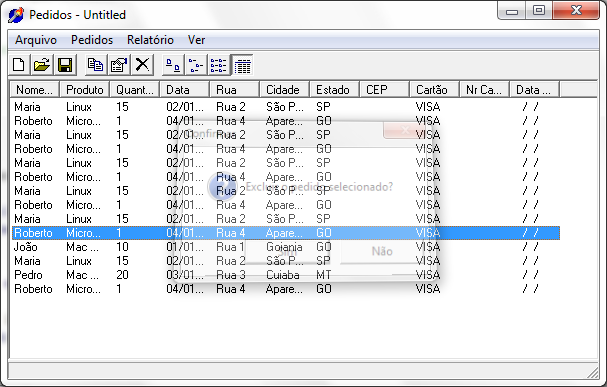 Pedidos - Untitled
Arquivo Pedidos Relatório Ver
Nome... Produto Quant... Data Rua Cidade Estado CEP Cartão Nr Ca... Data ...
Maria Linux 15 02/01... Rua 2 São P... SP VISA / /
Roberto Micro... 1 04/01... Rua 4 Apare... GO VISA / /
Maria Linux 15 02/01... Rua 2 São P... SP VISA / /
Roberto Micro... 1 04/01... Rua 4 Apare... GO VISA / /
Maria Linux 15 02/01... Rua 2 São P... SP VISA / /
Roberto Micro... 1 04/01... Rua 4 Apare... GO VISA / /
Maria Linux 15 02/01... Rua 2 São P... SP VISA / /
Roberto Micro... 1 04/01... Rua 4 Apare... GO VISA / /
Maria Linux 15 02/01... Rua 2 São P... SP VISA / /
Roberto Micro... 1 04/01... Rua 4 Apare... GO VISA / /
João Mac ... 10 01/01... Rua 1 Goiania GO VISA / /
Maria Linux 15 02/01... Rua 2 São P... SP VISA / /
Pedro Mac ... 20 03/01... Rua 3 Cuiaba MT VISA / /
Roberto Micro... 1 04/01... Rua 4 Apare... GO VISA / /
Excluir o pedido selecionado?
Sim Não